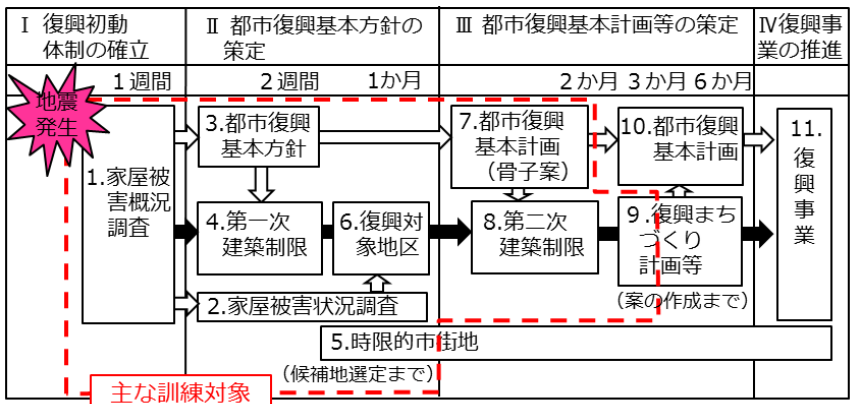 Ⅰ 復興初動
体制の確立
Ⅱ 都市復興基本方針の
策定
Ⅲ 都市復興基本計画等の策定
Ⅳ復興事
業の推進
1週間
2週間
1か月
2か月
3か月
6か月
地震
発生
1.家屋被
害概況
調査
3.都市復興
基本方針
7.都市復興
基本計画
(骨子案)
10.都市復興
基本計画
11.
復
興
事
業
4.第一次
建築制限
6.復興対
象地区
8.第二次
建築制限
9.復興まち
づくり
計画等
(案の作成まで)
2.家屋被害状況調査
5.時限的市街地
(候補地選定まで)
主な訓練対象